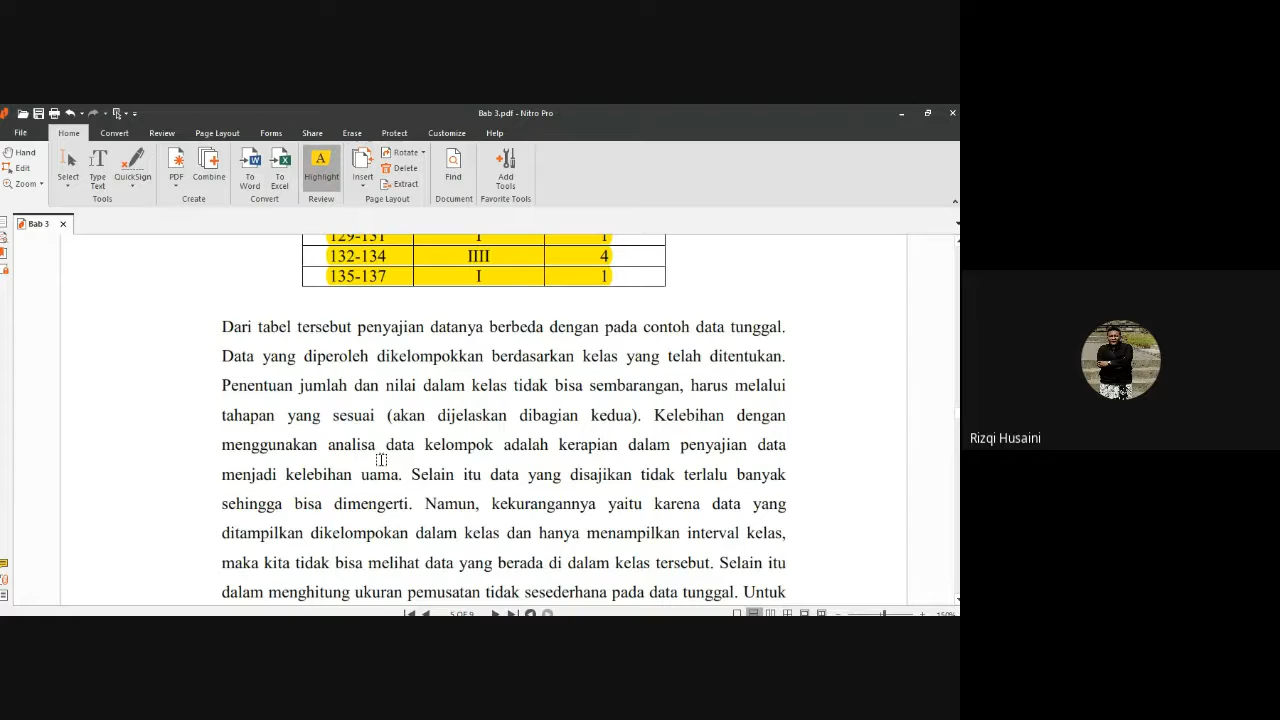 Bab 3.pdf - Nitro Pro
File Home Convert Review Page Layout Forms Share Erase Protect Customize Help
Hand
Edit
Zoom
Select
Type Text
QuickSign
PDF
Combine
To Word
To Excel
Highlight
Insert
Rotate
Delete
Extract
Find
Add Tools
Tools Create Convert Review Page Layout Document Favorite Tools
Bab 3
129-131 I 1
132-134 IIII 4
135-137 I 1
Dari tabel tersebut penyajian datanya berbeda dengan pada contoh data tunggal.
Data yang diperoleh dikelompokkan berdasarkan kelas yang telah ditentukan.
Penentuan jumlah dan nilai dalam kelas tidak bisa sembarangan, harus melalui
tahapan yang sesuai (akan dijelaskan dibagian kedua). Kelebihan dengan
menggunakan analisa data kelompok adalah kerapian dalam penyajian data
menjadi kelebihan uama. Selain itu data yang disajikan tidak terlalu banyak
sehingga bisa dimengerti. Namun, kekurangannya yaitu karena data yang
ditampilkan dikelompokan dalam kelas dan hanya menampilkan interval kelas,
maka kita tidak bisa melihat data yang berada di dalam kelas tersebut. Selain itu
dalam menghitung ukuran pemusatan tidak sesederhana pada data tunggal. Untuk
5 OF 9
150%
Rizqi Husaini